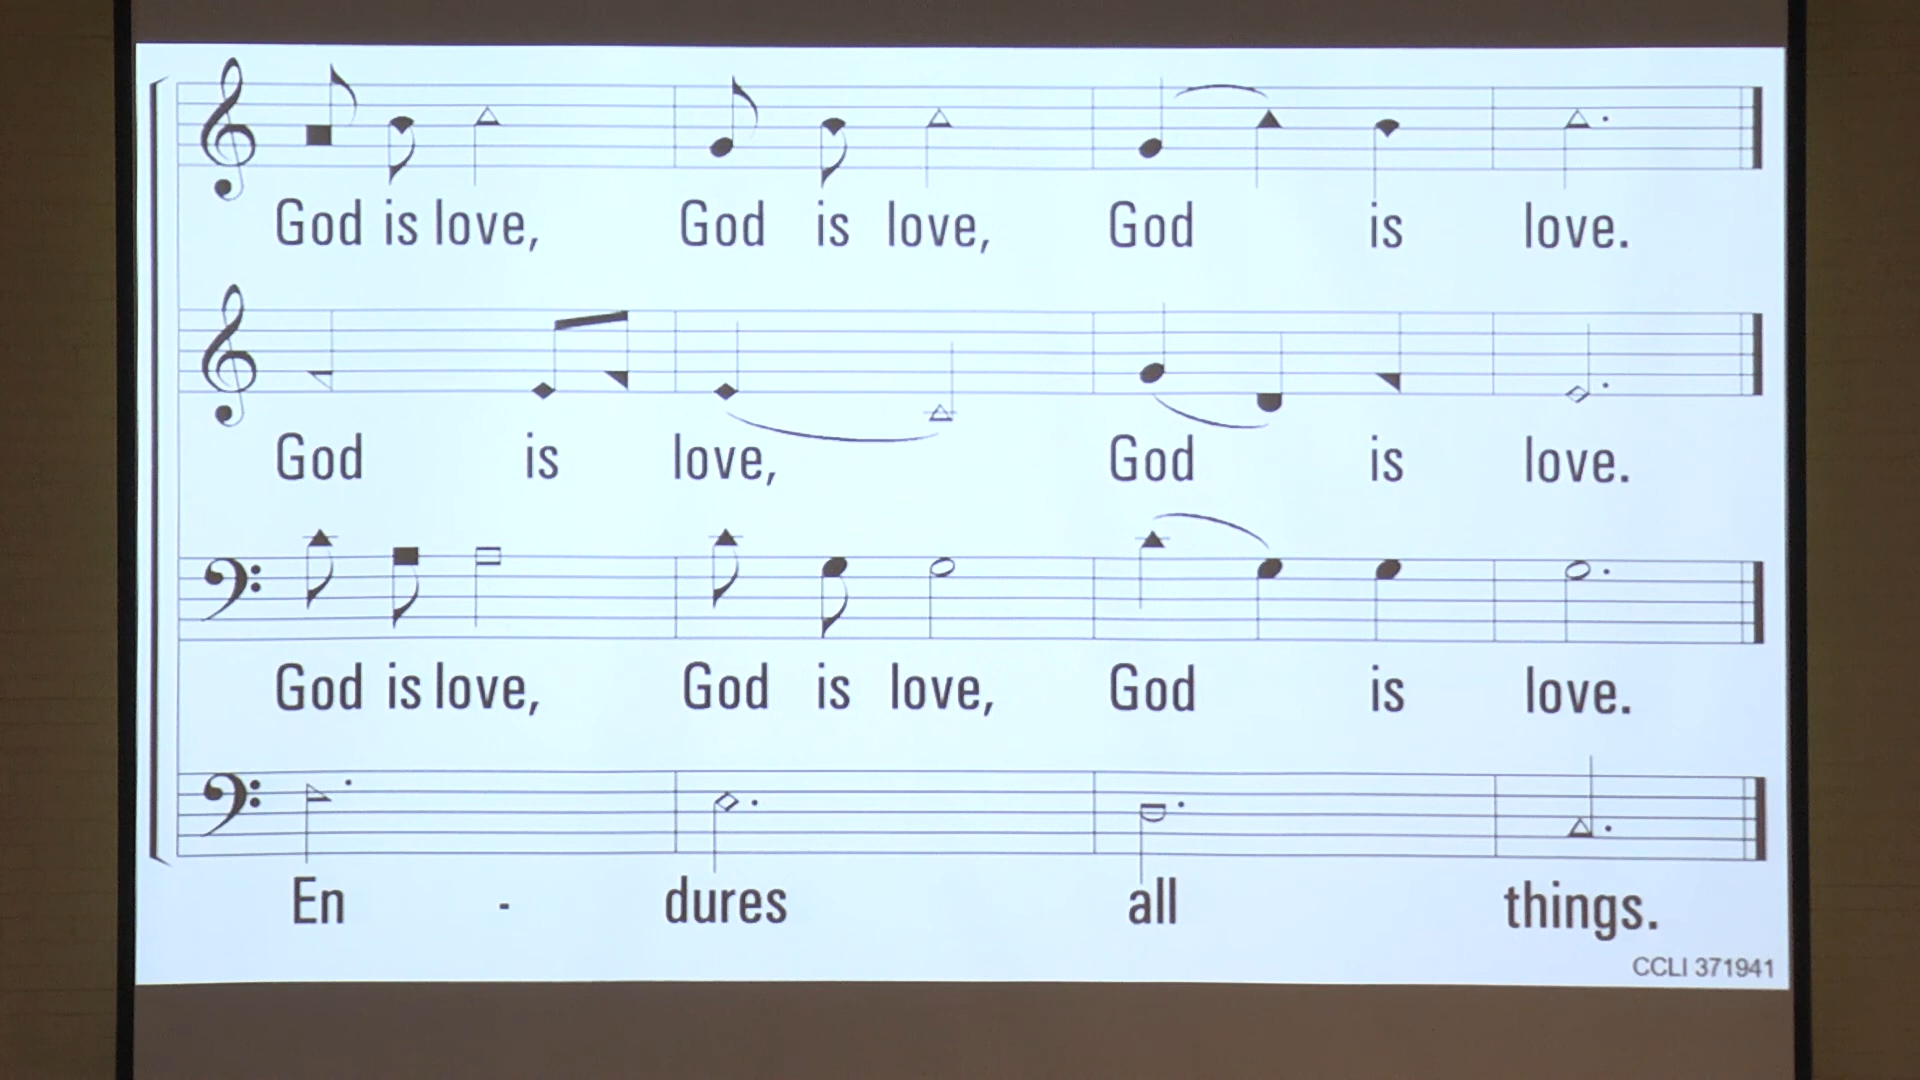 God is love, God is love, God is love.
God is love, God is love.
God is love, God is love, God is love.
En - dures all things.
CCLI 371941